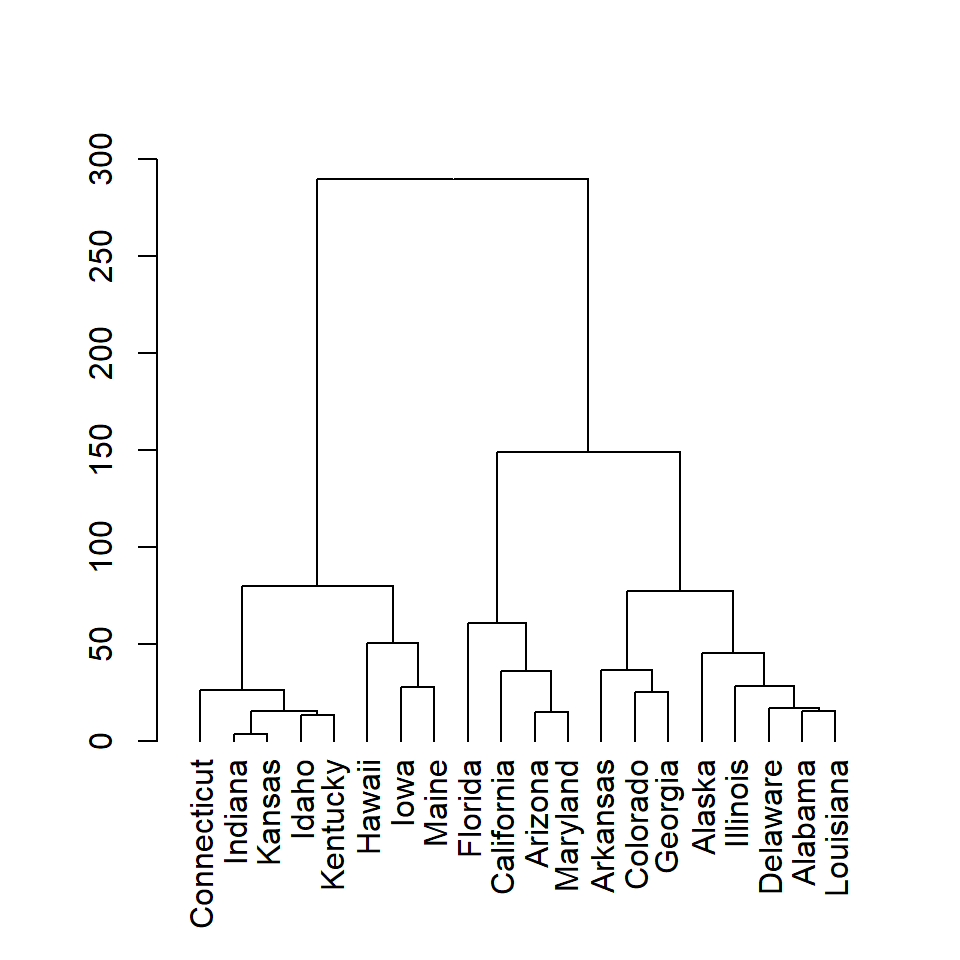 300
250
200
150
100
50
0
Connecticut
Indiana
Kansas
Idaho
Kentucky
Hawaii
Iowa
Maine
Florida
California
Arizona
Maryland
Arkansas
Colorado
Georgia
Alaska
Illinois
Delaware
Alabama
Louisiana